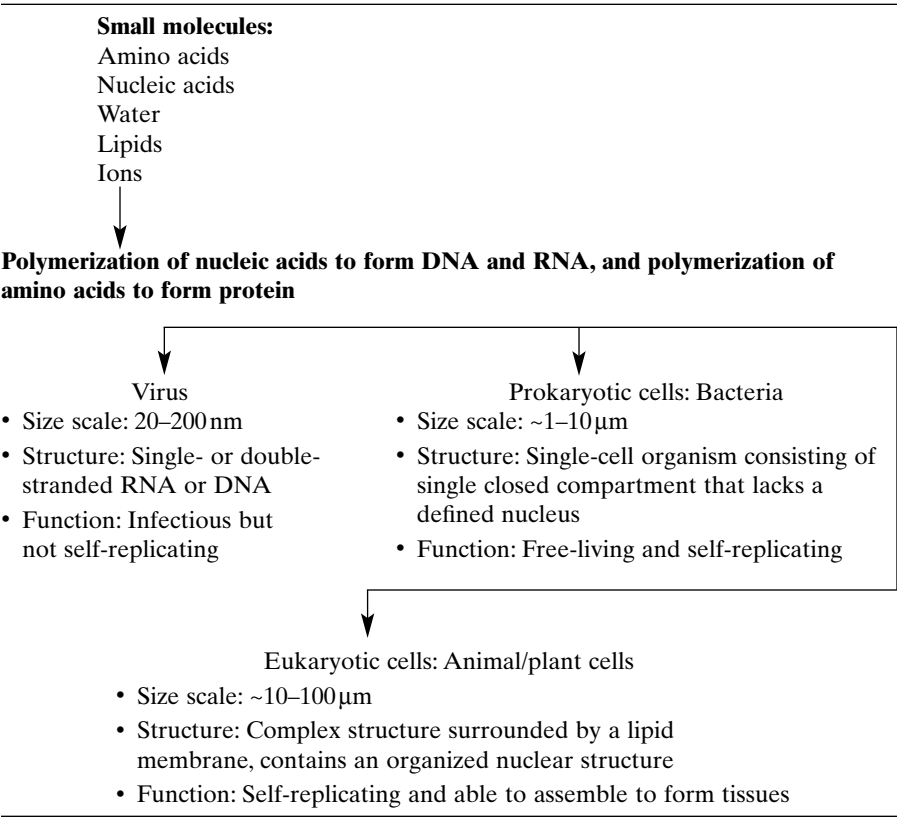 Small molecules:
Amino acids
Nucleic acids
Water
Lipids
Ions
Polymerization of nucleic acids to form DNA and RNA, and polymerization of
amino acids to form protein
Virus
• Size scale: 20–200 nm
• Structure: Single- or double-
stranded RNA or DNA
• Function: Infectious but
not self-replicating
Prokaryotic cells: Bacteria
• Size scale: ~1–10 μm
• Structure: Single-cell organism consisting of
single closed compartment that lacks a
defined nucleus
• Function: Free-living and self-replicating
Eukaryotic cells: Animal/plant cells
• Size scale: ~10–100 μm
• Structure: Complex structure surrounded by a lipid
membrane, contains an organized nuclear structure
• Function: Self-replicating and able to assemble to form tissues